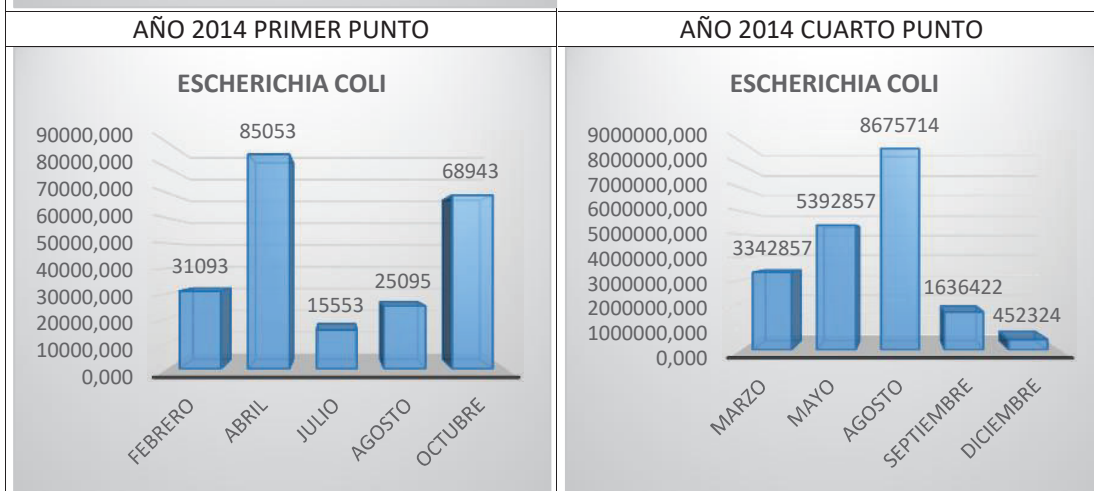 AÑO 2014 PRIMER PUNTO
AÑO 2014 CUARTO PUNTO
ESCHERICHIA COLI
90000,000
80000,000
70000,000
60000,000
50000,000
40000,000
30000,000
20000,000
10000,000
0,000
31093
85053
15553
25095
68943
FEBRERO
ABRIL
JULIO
AGOSTO
OCTUBRE
ESCHERICHIA COLI
9000000,000
8000000,000
7000000,000
6000000,000
5000000,000
4000000,000
3000000,000
2000000,000
1000000,000
0,000
3342857
5392857
8675714
1636422
452324
MARZO
MAYO
AGOSTO
SEPTIEMBRE
DICIEMBRE